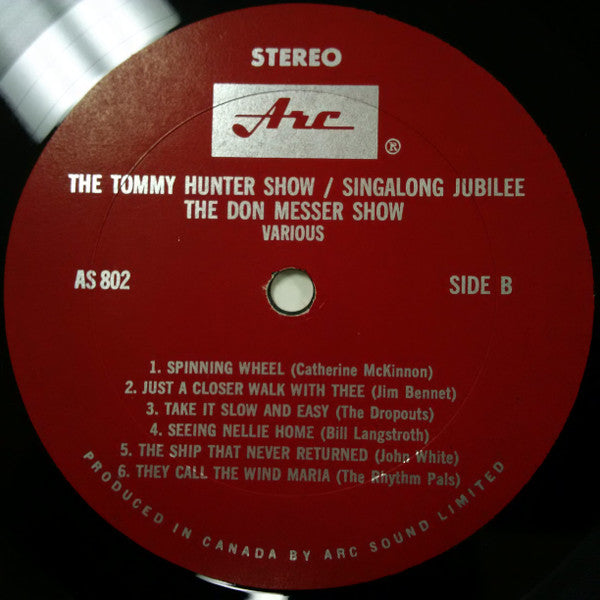 STEREO
Arc
®
THE TOMMY HUNTER SHOW / SINGALONG JUBILEE
THE DON MESSER SHOW
VARIOUS
AS 802
SIDE B
1. SPINNING WHEEL (Catherine McKinnon)
2. JUST A CLOSER WALK WITH THEE (Jim Bennet)
3. TAKE IT SLOW AND EASY (The Dropouts)
4. SEEING NELLIE HOME (Bill Langstroth)
5. THE SHIP THAT NEVER RETURNED (John White)
6. THEY CALL THE WIND MARIA (The Rhythm Pals)
PRODUCED IN CANADA BY ARC SOUND LIMITED